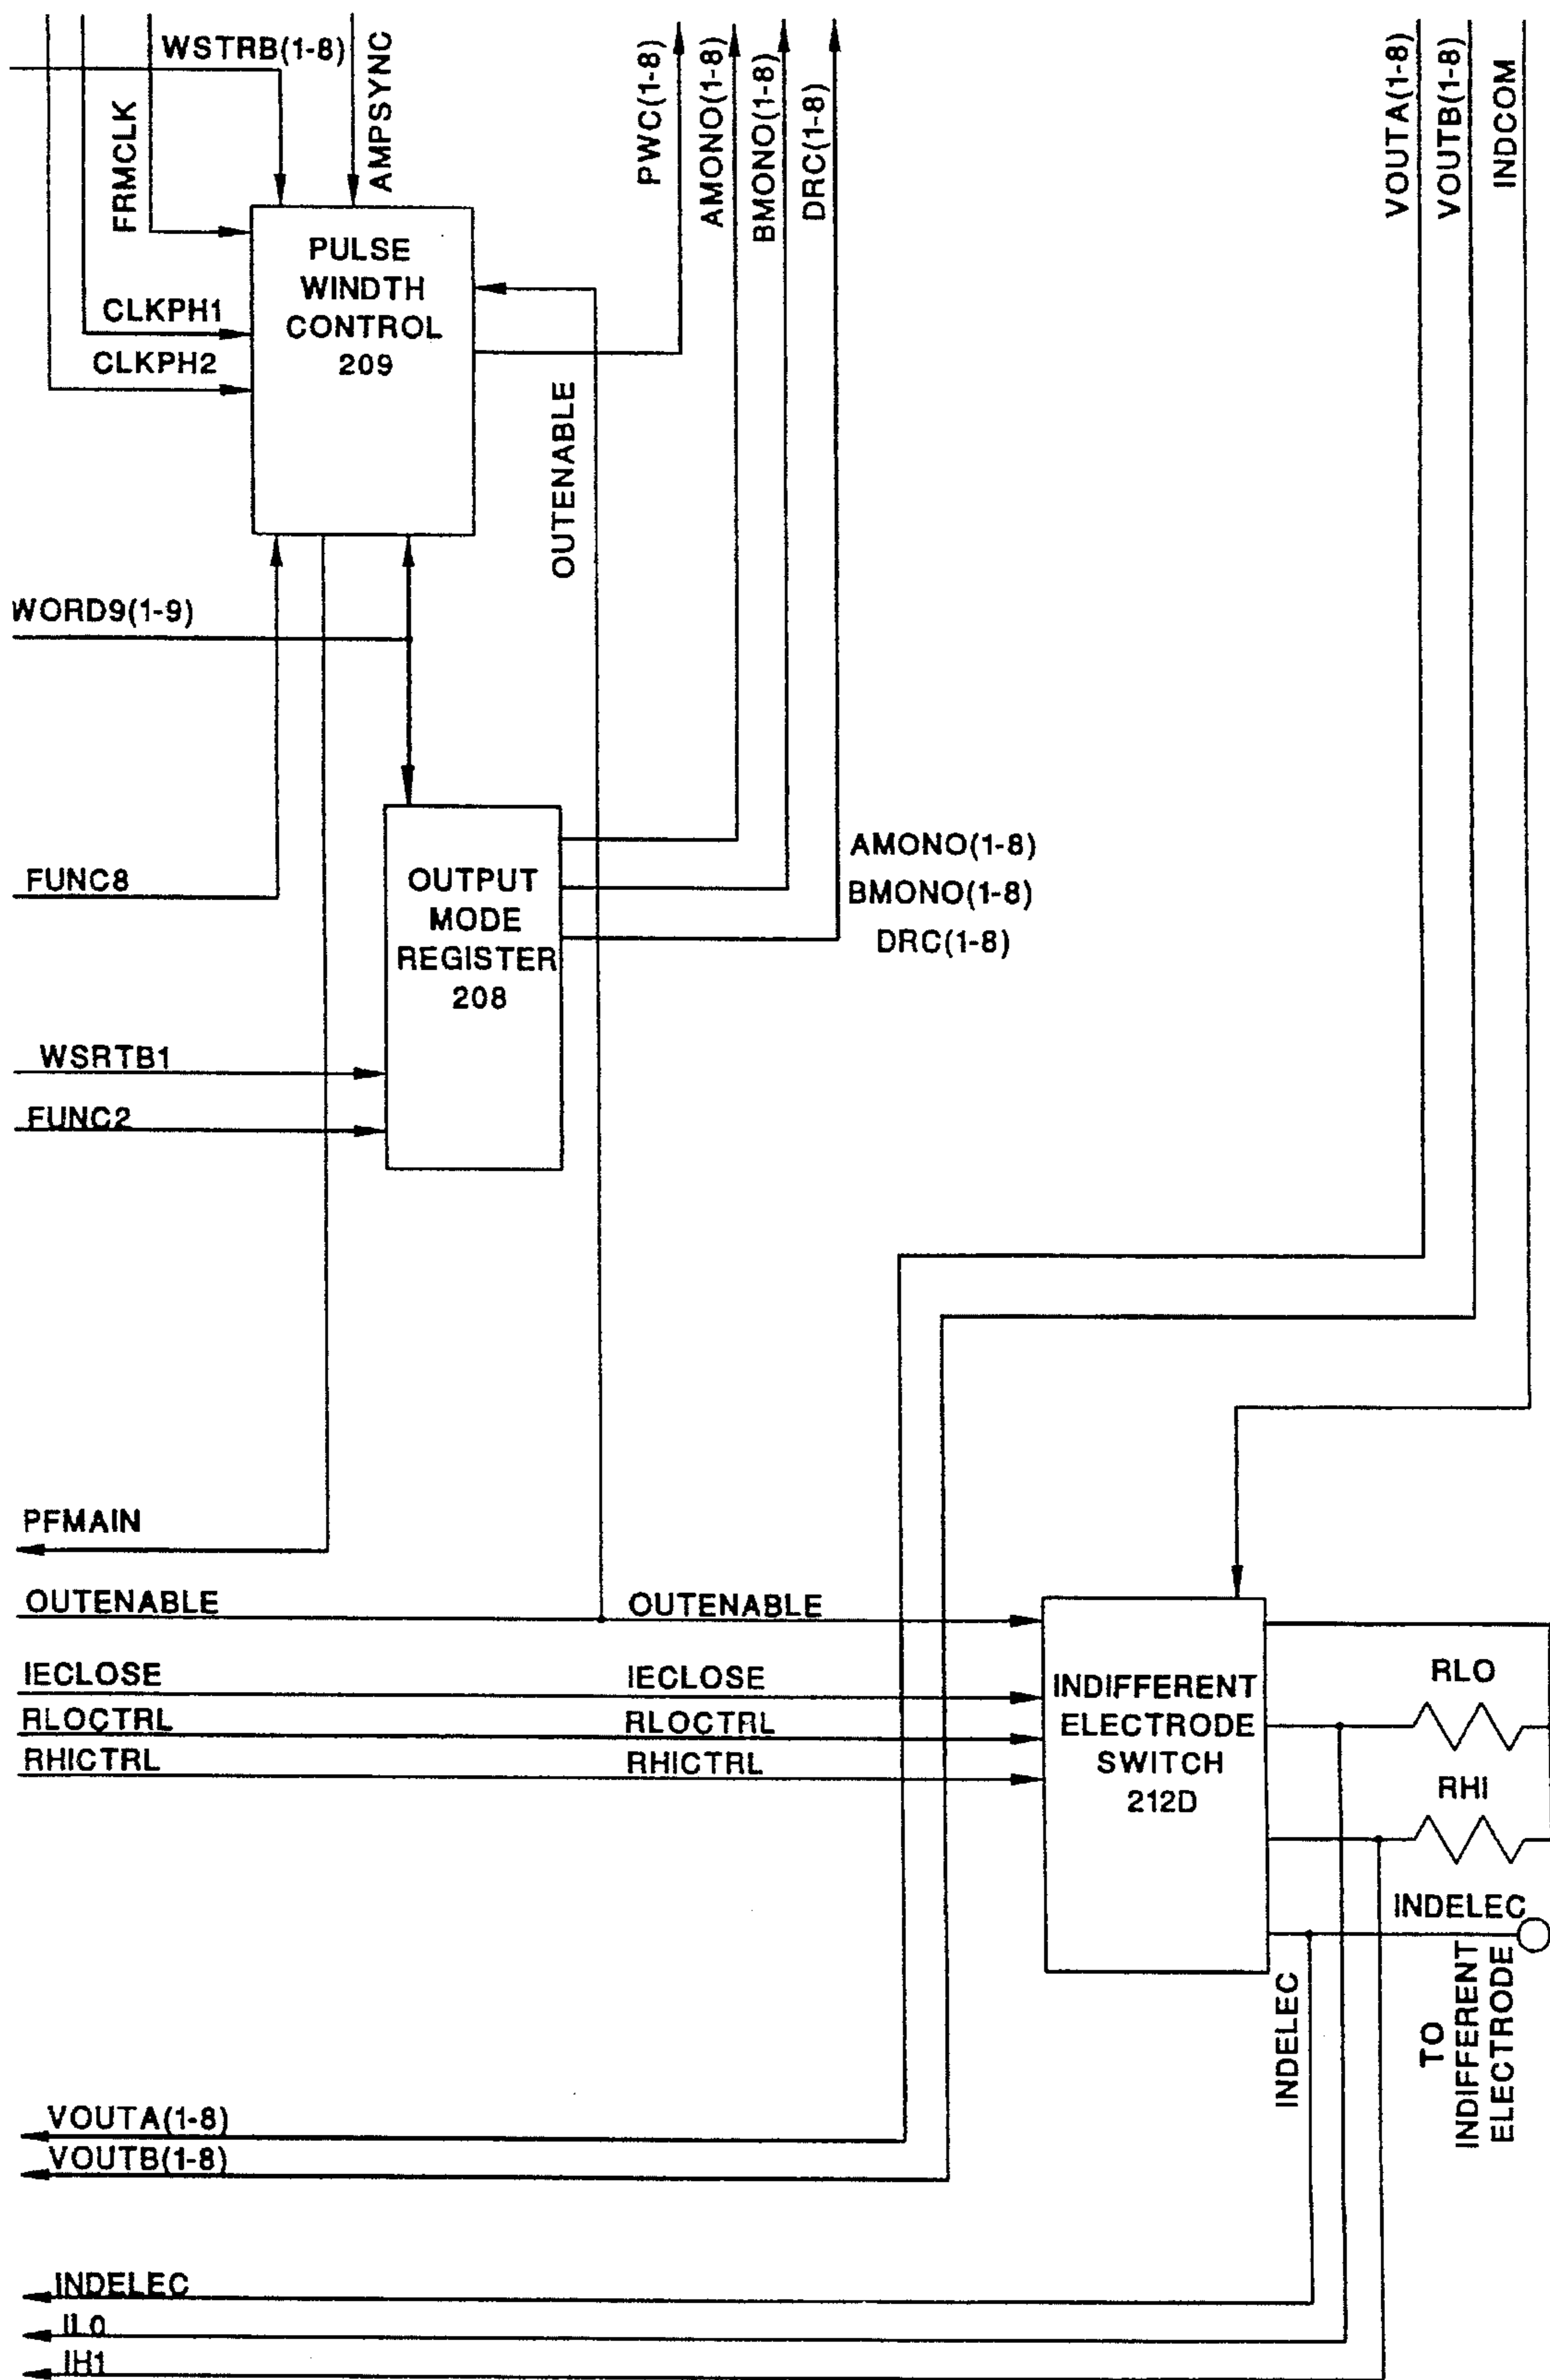 WSTRB(1-8)
AMPSYNC
FRMCLK
PWC(1-8)
AMONO(1-8)
BMONO(1-8)
DRC(1-8)
VOUTA(1-8)
VOUTB(1-8)
INDCOM
PULSE
WINDTH
CONTROL
209
CLKPH1
CLKPH2
OUTENABLE
WORD9(1-9)
FUNC8
OUTPUT
MODE
REGISTER
208
AMONO(1-8)
BMONO(1-8)
DRC(1-8)
WSRTB1
FUNC2
PFMAIN
OUTENABLE
OUTENABLE
IECLOSE
IECLOSE
RLOCTRL
RLOCTRL
RHICTRL
RHICTRL
INDIFFERENT
ELECTRODE
SWITCH
212D
RLO
RHI
INDELEC
TO
INDIFFERENT
ELECTRODE
INDELEC
VOUTA(1-8)
VOUTB(1-8)
INDELEC
IL0
IH1